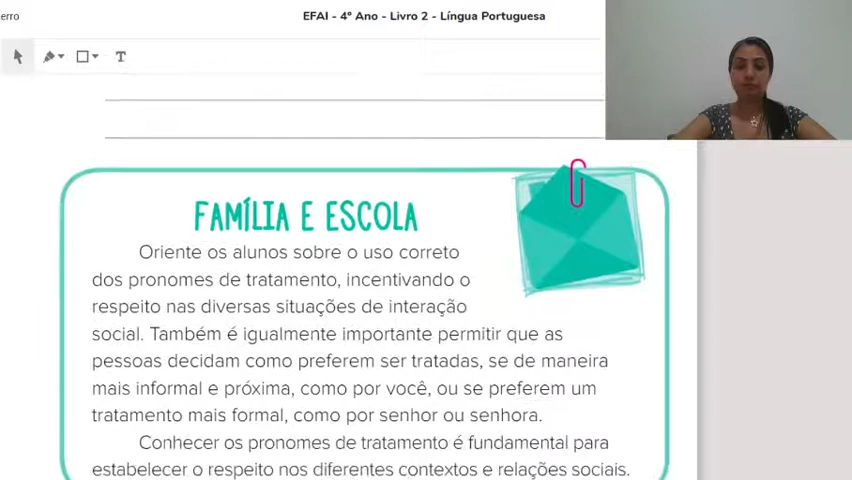 erro
EFAI - 4º Ano - Livro 2 - Língua Portuguesa
T
FAMÍLIA E ESCOLA
Oriente os alunos sobre o uso correto
dos pronomes de tratamento, incentivando o
respeito nas diversas situações de interação
social. Também é igualmente importante permitir que as
pessoas decidam como preferem ser tratadas, se de maneira
mais informal e próxima, como por você, ou se preferem um
tratamento mais formal, como por senhor ou senhora.
Conhecer os pronomes de tratamento é fundamental para
estabelecer o respeito nos diferentes contextos e relações sociais.